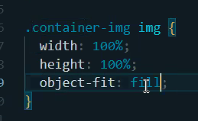 .container-img img {
width: 100%;
height: 100%;
object-fit: fill;
}